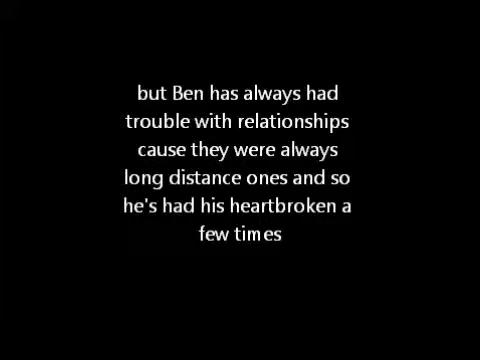 but Ben has always had
trouble with relationships
cause they were always
long distance ones and so
he's had his heartbroken a
few times